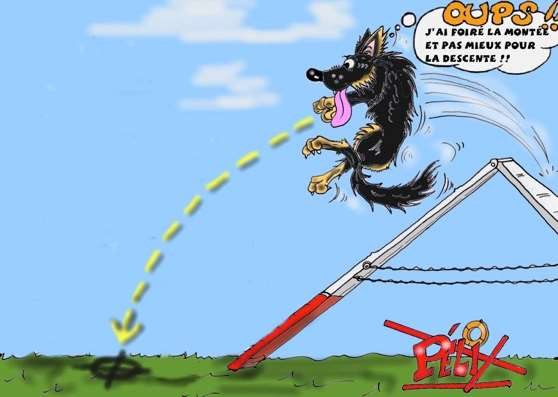 OUPS !!
J'AI FOIRÉ LA MONTÉE
ET PAS MIEUX POUR
LA DESCENTE !!